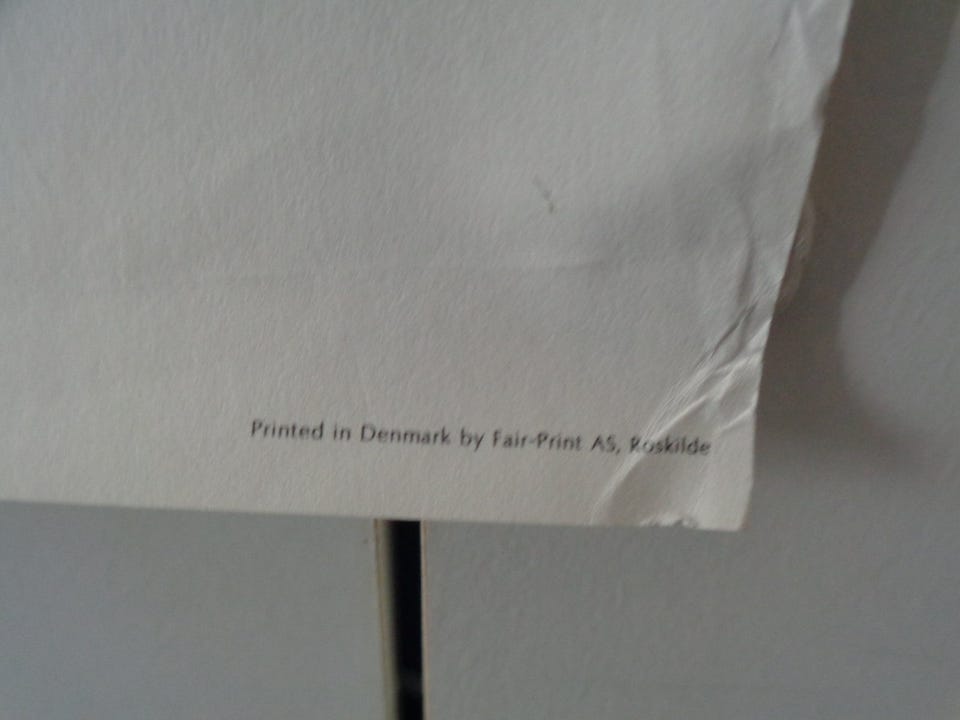 Printed in Denmark by Fair-Print AS, Roskilde